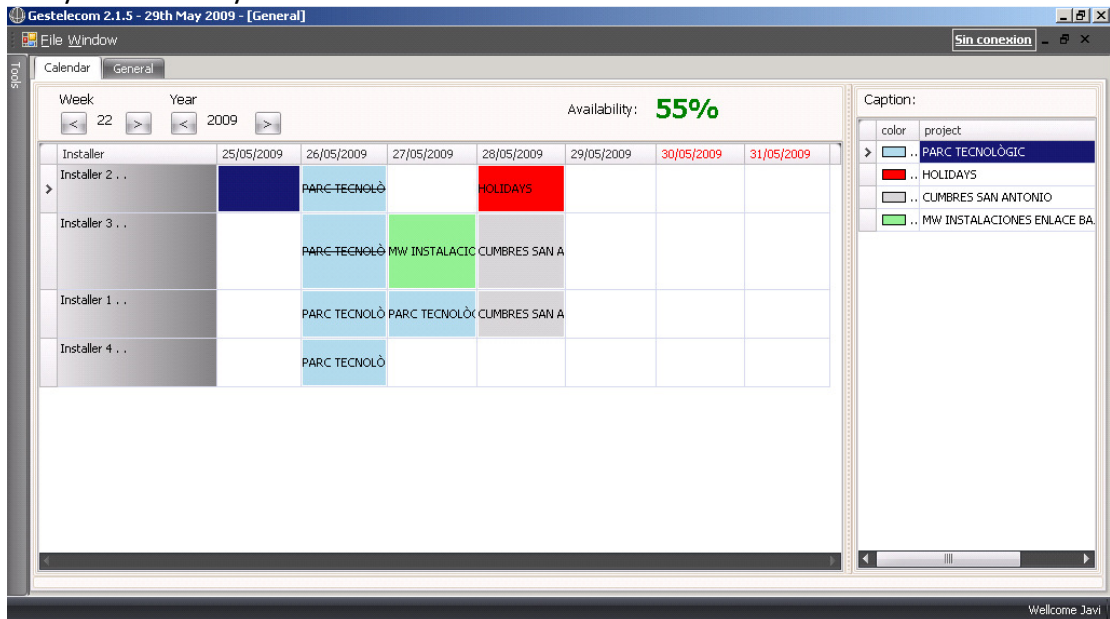 Gestelecom 2.1.5 - 29th May 2009 - [General]
File Window Sin conexion
Tools
Calendar General
Week Year
< 22 > < 2009 >
Availability: 55%
Caption:
color project
.. PARC TECNOLÒGIC
.. HOLIDAYS
.. CUMBRES SAN ANTONIO
.. MW INSTALACIONES ENLACE BA
Installer 25/05/2009 26/05/2009 27/05/2009 28/05/2009 29/05/2009 30/05/2009 31/05/2009
Installer 2 . . PARC TECNOLÒ HOLIDAYS
Installer 3 . . PARC TECNOLÒ MW INSTALACIC CUMBRES SAN A
Installer 1 . . PARC TECNOLÒ PARC TECNOLÒ CUMBRES SAN A
Installer 4 . . PARC TECNOLÒ
Wellcome Javi